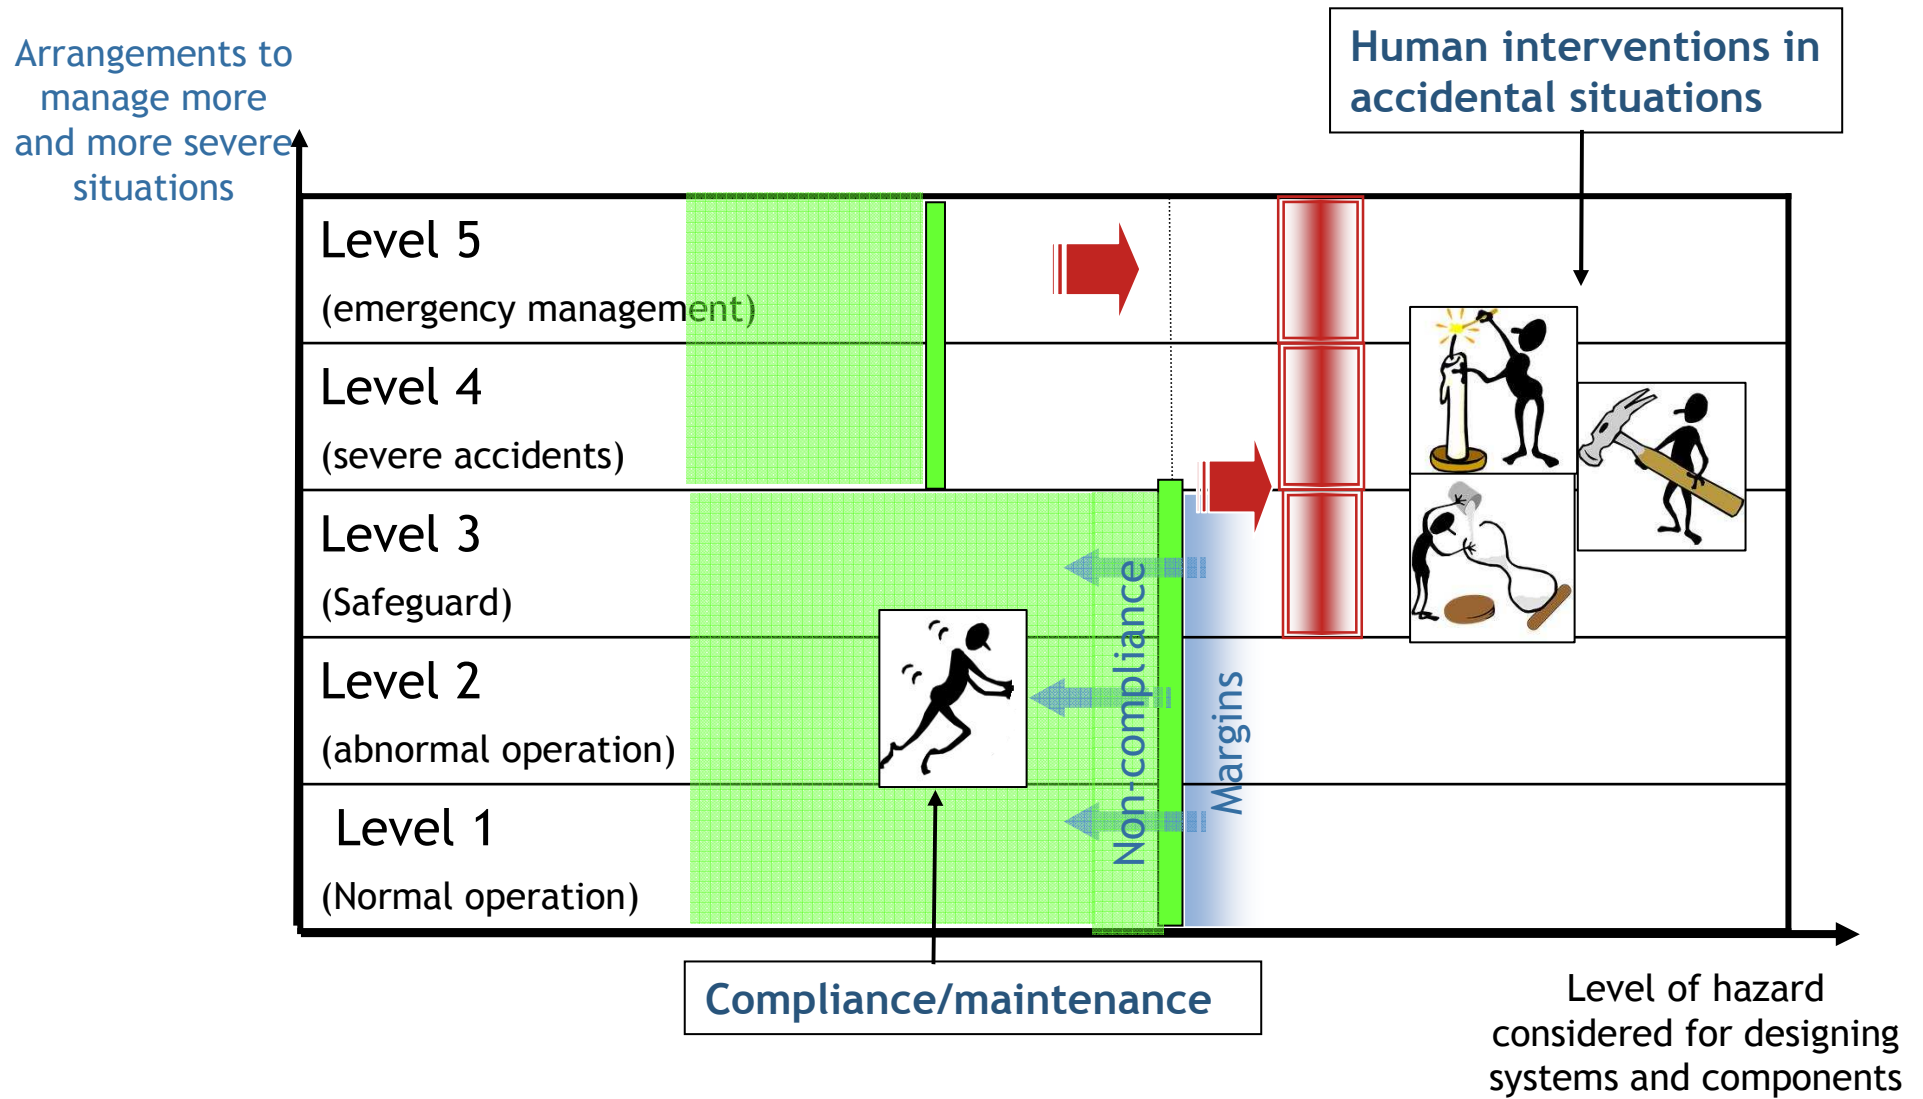 Arrangements to
manage more
and more severe
situations
Human interventions in
accidental situations
Level 5
(emergency management)
Level 4
(severe accidents)
Level 3
(Safeguard)
Level 2
(abnormal operation)
Level 1
(Normal operation)
Non-compliance
Margins
Compliance/maintenance
Level of hazard
considered for designing
systems and components